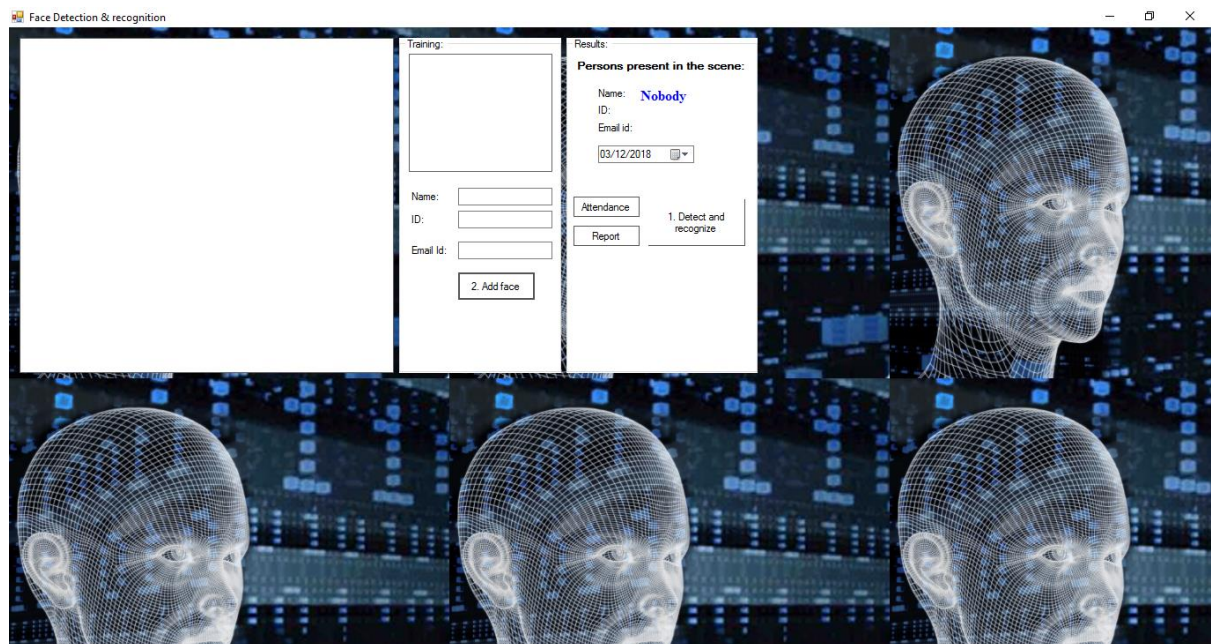 Face Detection & recognition
Training:
Name:
ID:
Email Id:
2. Add face
Results:
Persons present in the scene:
Name: Nobody
ID:
Email id:
03/12/2018
Attendance
Report
1. Detect and
recognize